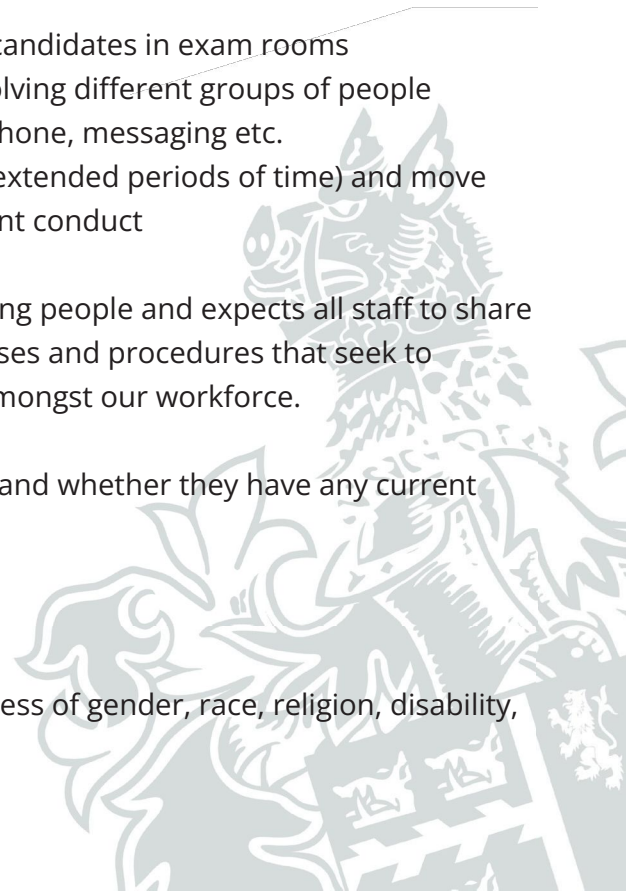 candidates in exam rooms
olving different groups of people
hone, messaging etc.
extended periods of time) and move
nt conduct
ng people and expects all staff to share
ses and procedures that seek to
mongst our workforce.
and whether they have any current
ess of gender, race, religion, disability,